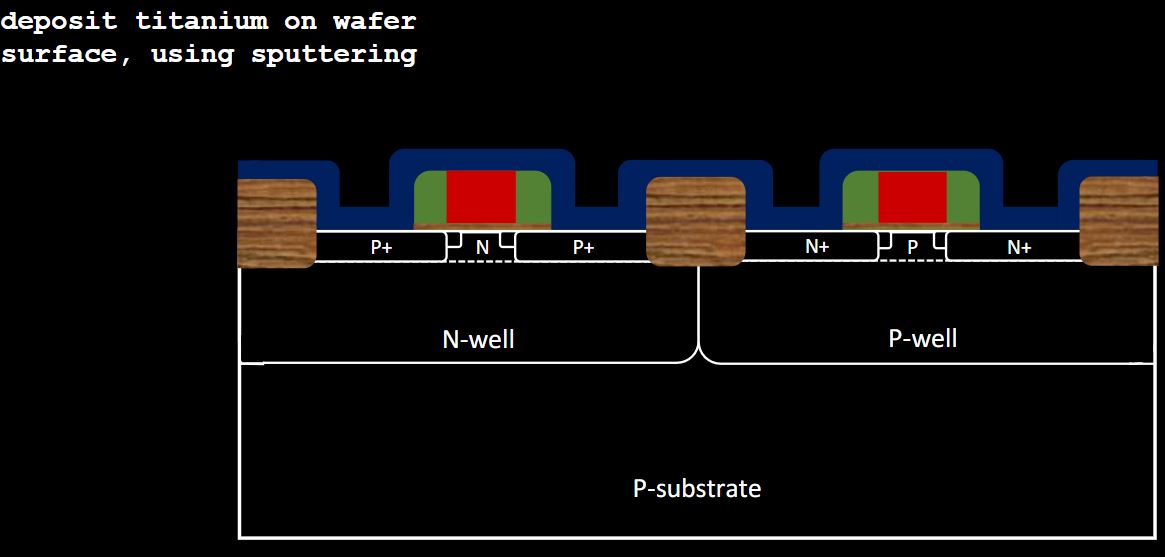 deposit titanium on wafer
surface, using sputtering
P+ N P+ N+ P N+
N-well P-well
P-substrate